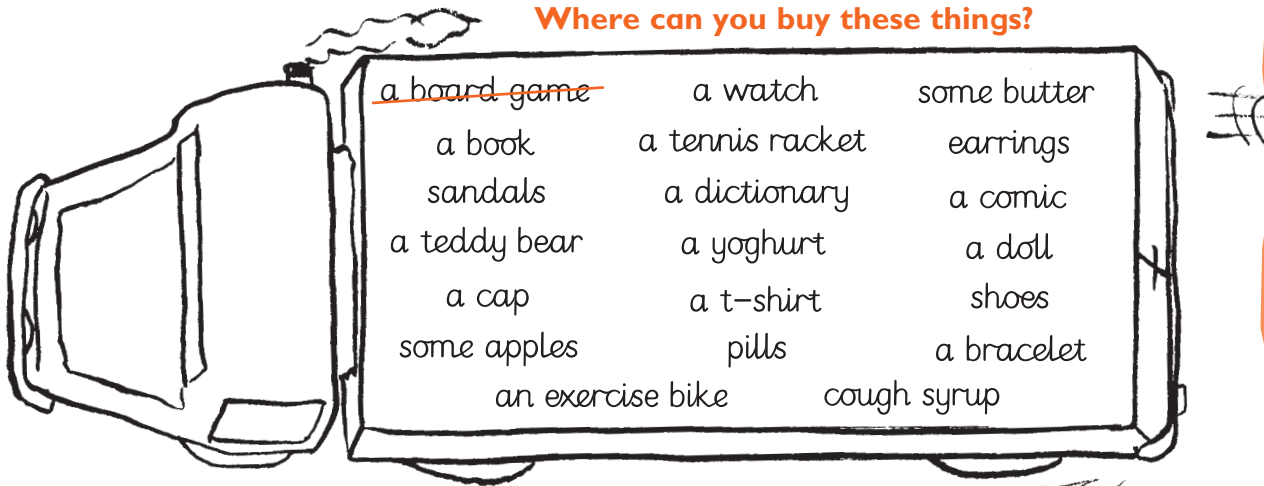 Where can you buy these things?
a board game a watch some butter
a book a tennis racket earrings
sandals a dictionary a comic
a teddy bear a yoghurt a doll
a cap a t-shirt shoes
some apples pills a bracelet
an exercise bike cough syrup